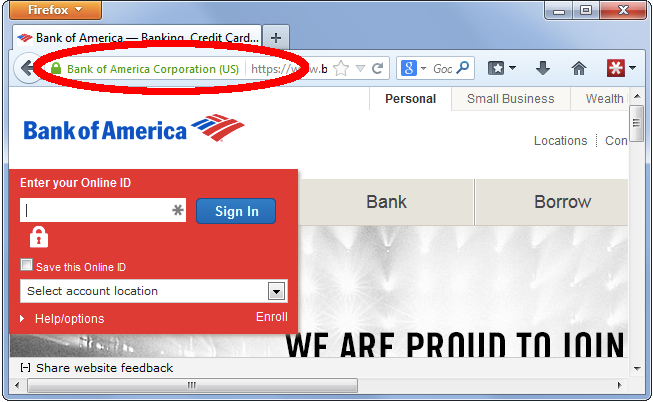 Firefox
Bank of America — Banking, Credit Card...
Bank of America Corporation (US) https://w w.b Goo
Personal Small Business Wealth
Bank of America
Locations Con
Enter your Online ID
Sign In
Bank Borrow
Save this Online ID
Select account location
Help/options Enroll
WE ARE PROUD TO JOIN
[-] Share website feedback